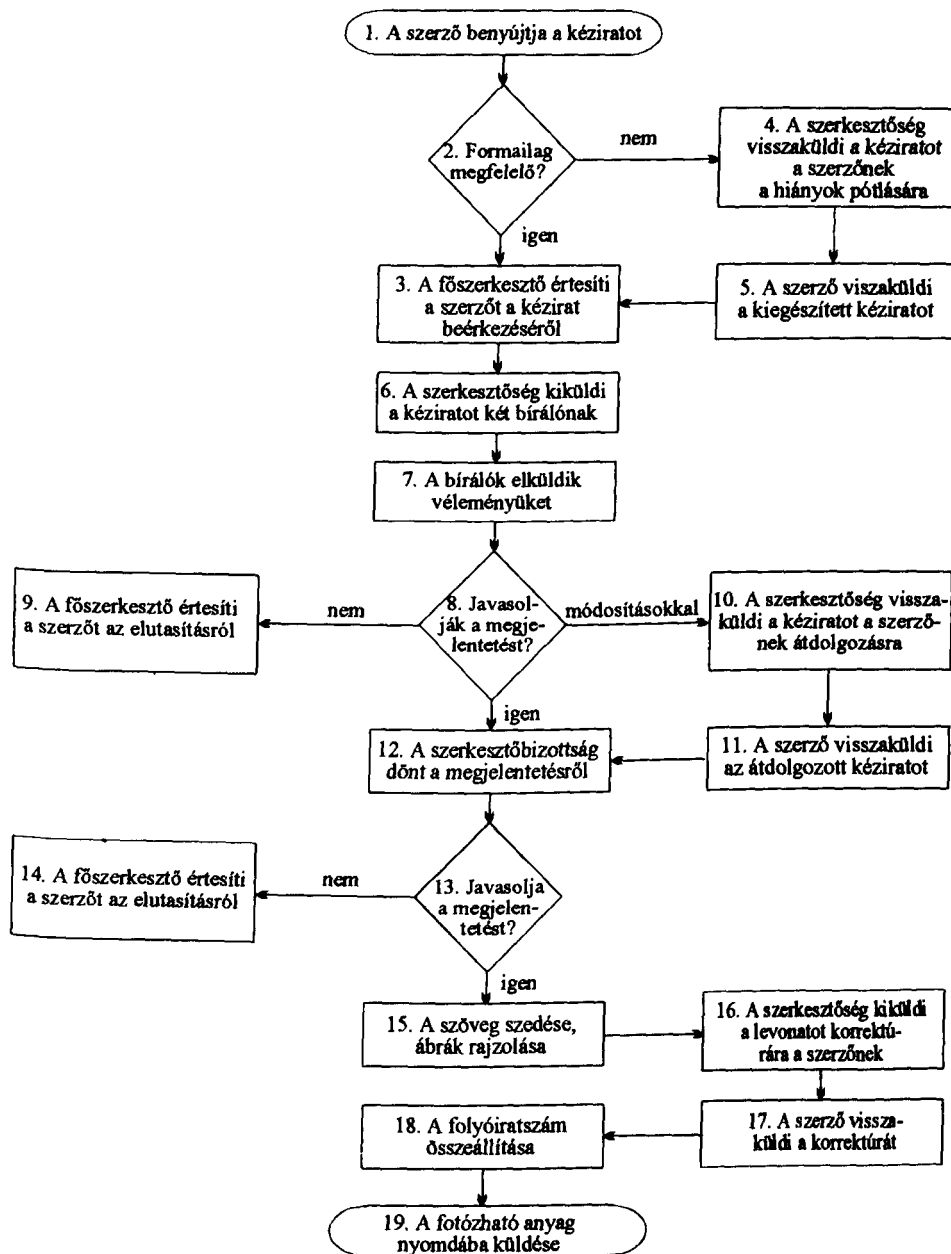 1. A szerző benyújtja a kéziratot
2. Formailag
megfelelő?
nem
4. A szerkesztőség
visszaküldi a kéziratot
a szerzőnek
a hiányok pótlására
igen
3. A főszerkesztő értesíti
a szerzőt a kézirat
beérkezéséről
5. A szerző viszaküldi
a kiegészített kéziratot
6. A szerkesztőség kiküldi
a kéziratot két bírálónak
7. A bírálók elküldik
véleményüket
9. A főszerkesztő értesíti
a szerzőt az elutasításról
nem
8. Javasol-
ják a megje-
lentetést?
módosításokkal
10. A szerkesztőség vissza-
küldi a kéziratot a szerző-
nek átdolgozásra
igen
12. A szerkesztőbizottság
dönt a megjelentetésről
11. A szerző visszaküldi
az átdolgozott kéziratot
14. A főszerkesztő értesíti
a szerzőt az elutasításról
nem
13. Javasolja
a megjelen-
tetést?
igen
15. A szöveg szedése,
ábrák rajzolása
16. A szerkesztőség kiküldi
a levonatot korrektú-
rára a szerzőnek
18. A folyóiratszám
összeállítása
17. A szerző vissza-
küldi a korrektúrát
19. A fotózható anyag
nyomdába küldése